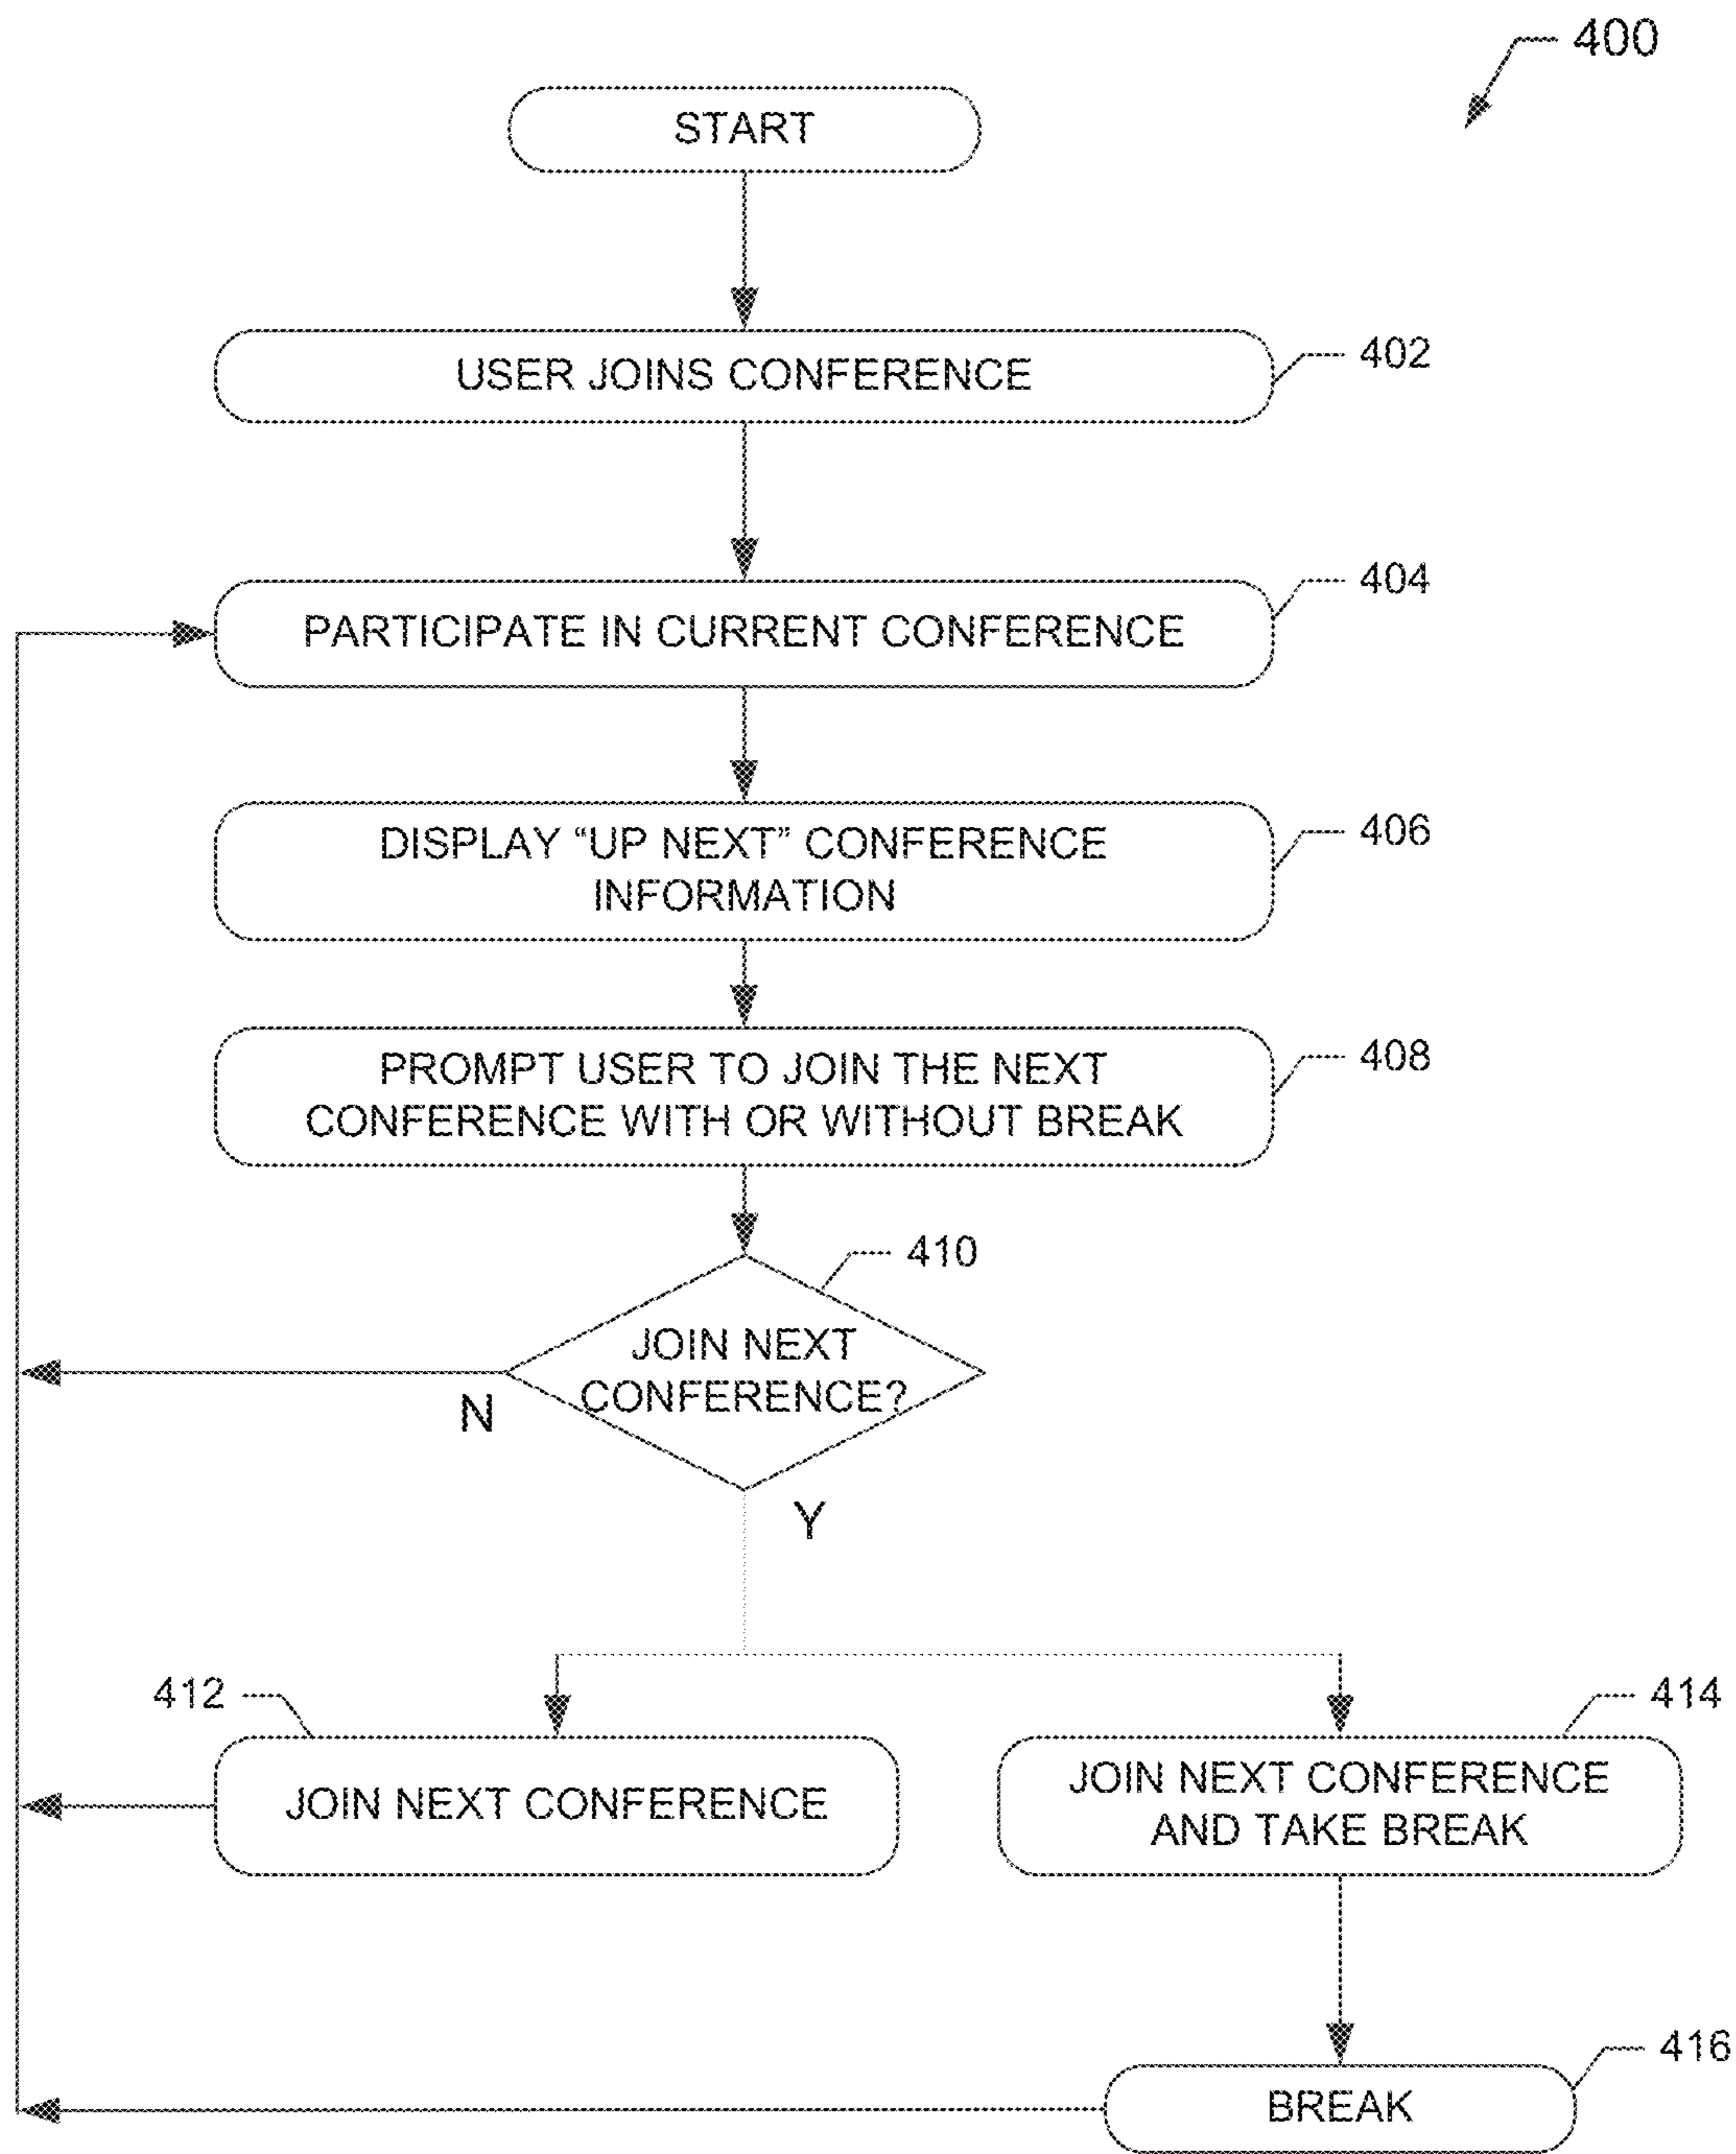 400
START
USER JOINS CONFERENCE
402
PARTICIPATE IN CURRENT CONFERENCE
404
DISPLAY “UP NEXT” CONFERENCE
INFORMATION
406
PROMPT USER TO JOIN THE NEXT
CONFERENCE WITH OR WITHOUT BREAK
408
410
JOIN NEXT
CONFERENCE?
N
Y
412
JOIN NEXT CONFERENCE
414
JOIN NEXT CONFERENCE
AND TAKE BREAK
416
BREAK